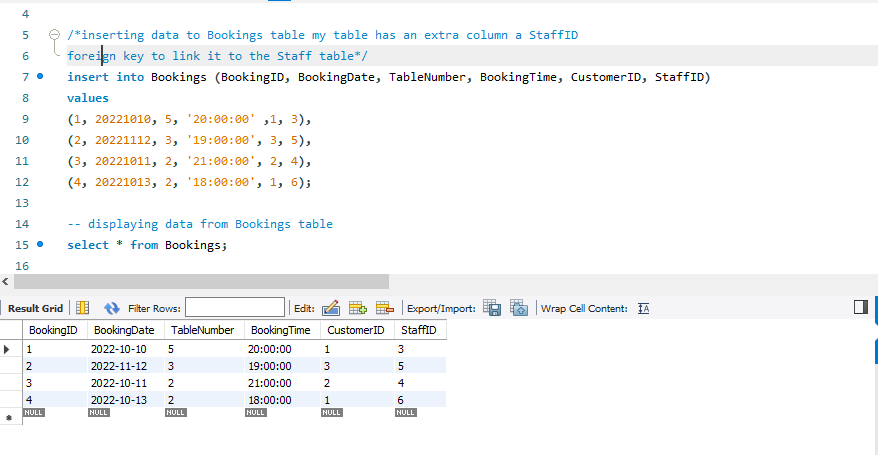 4
5 /*inserting data to Bookings table my table has an extra column a StaffID
6 foreign key to link it to the Staff table*/
7 insert into Bookings (BookingID, BookingDate, TableNumber, BookingTime, CustomerID, StaffID)
8 values
9 (1, 20221010, 5, '20:00:00' ,1, 3),
10 (2, 20221112, 3, '19:00:00', 3, 5),
11 (3, 20221011, 2, '21:00:00', 2, 4),
12 (4, 20221013, 2, '18:00:00', 1, 6);
13
14 -- displaying data from Bookings table
15 select * from Bookings;
16
Result Grid Filter Rows: Edit: Export/Import: Wrap Cell Content: IA
BookingID BookingDate TableNumber BookingTime CustomerID StaffID
1 2022-10-10 5 20:00:00 1 3
2 2022-11-12 3 19:00:00 3 5
3 2022-10-11 2 21:00:00 2 4
4 2022-10-13 2 18:00:00 1 6
NULL NULL NULL NULL NULL NULL